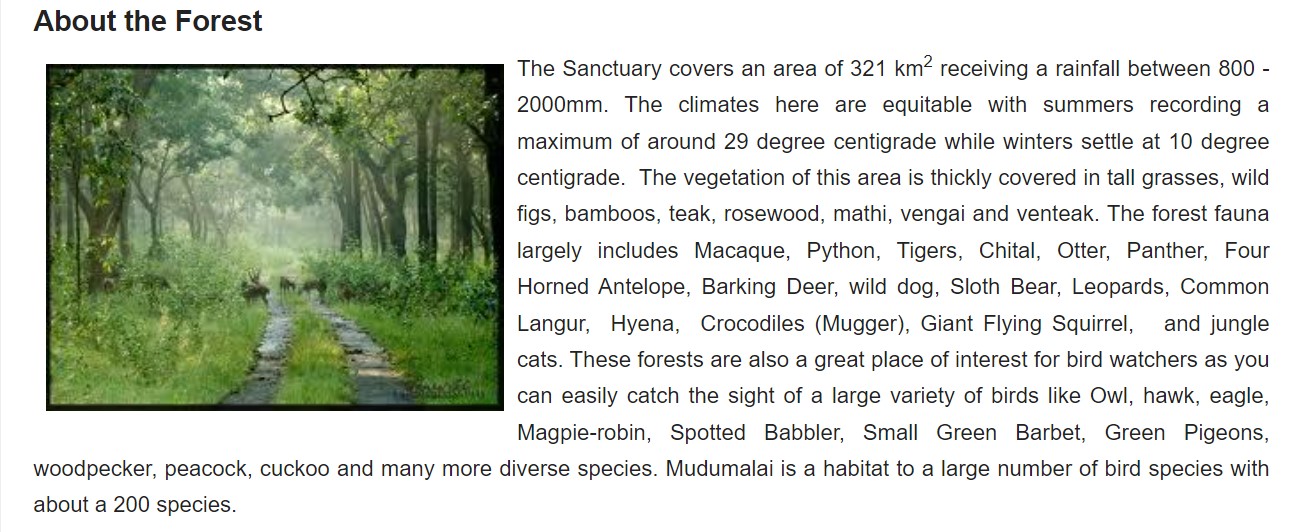 About the Forest
The Sanctuary covers an area of 321 km² receiving a rainfall between 800 -
2000mm. The climates here are equitable with summers recording a
maximum of around 29 degree centigrade while winters settle at 10 degree
centigrade. The vegetation of this area is thickly covered in tall grasses, wild
figs, bamboos, teak, rosewood, mathi, vengai and venteak. The forest fauna
largely includes Macaque, Python, Tigers, Chital, Otter, Panther, Four
Horned Antelope, Barking Deer, wild dog, Sloth Bear, Leopards, Common
Langur, Hyena, Crocodiles (Mugger), Giant Flying Squirrel, and jungle
cats. These forests are also a great place of interest for bird watchers as you
can easily catch the sight of a large variety of birds like Owl, hawk, eagle,
Magpie-robin, Spotted Babbler, Small Green Barbet, Green Pigeons,
woodpecker, peacock, cuckoo and many more diverse species. Mudumalai is a habitat to a large number of bird species with
about a 200 species.